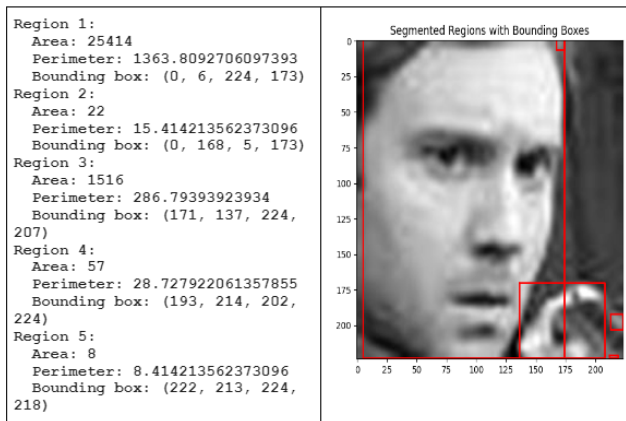 Region 1:
Area: 25414
Perimeter: 1363.8092706097393
Bounding box: (0, 6, 224, 173)
Region 2:
Area: 22
Perimeter: 15.414213562373096
Bounding box: (0, 168, 5, 173)
Region 3:
Area: 1516
Perimeter: 286.79393923934
Bounding box: (171, 137, 224,
207)
Region 4:
Area: 57
Perimeter: 28.727922061357855
Bounding box: (193, 214, 202,
224)
Region 5:
Area: 8
Perimeter: 8.414213562373096
Bounding box: (222, 213, 224,
218)
Segmented Regions with Bounding Boxes
0
25
50
75
100
125
150
175
200
0 25 50 75 100 125 150 175 200